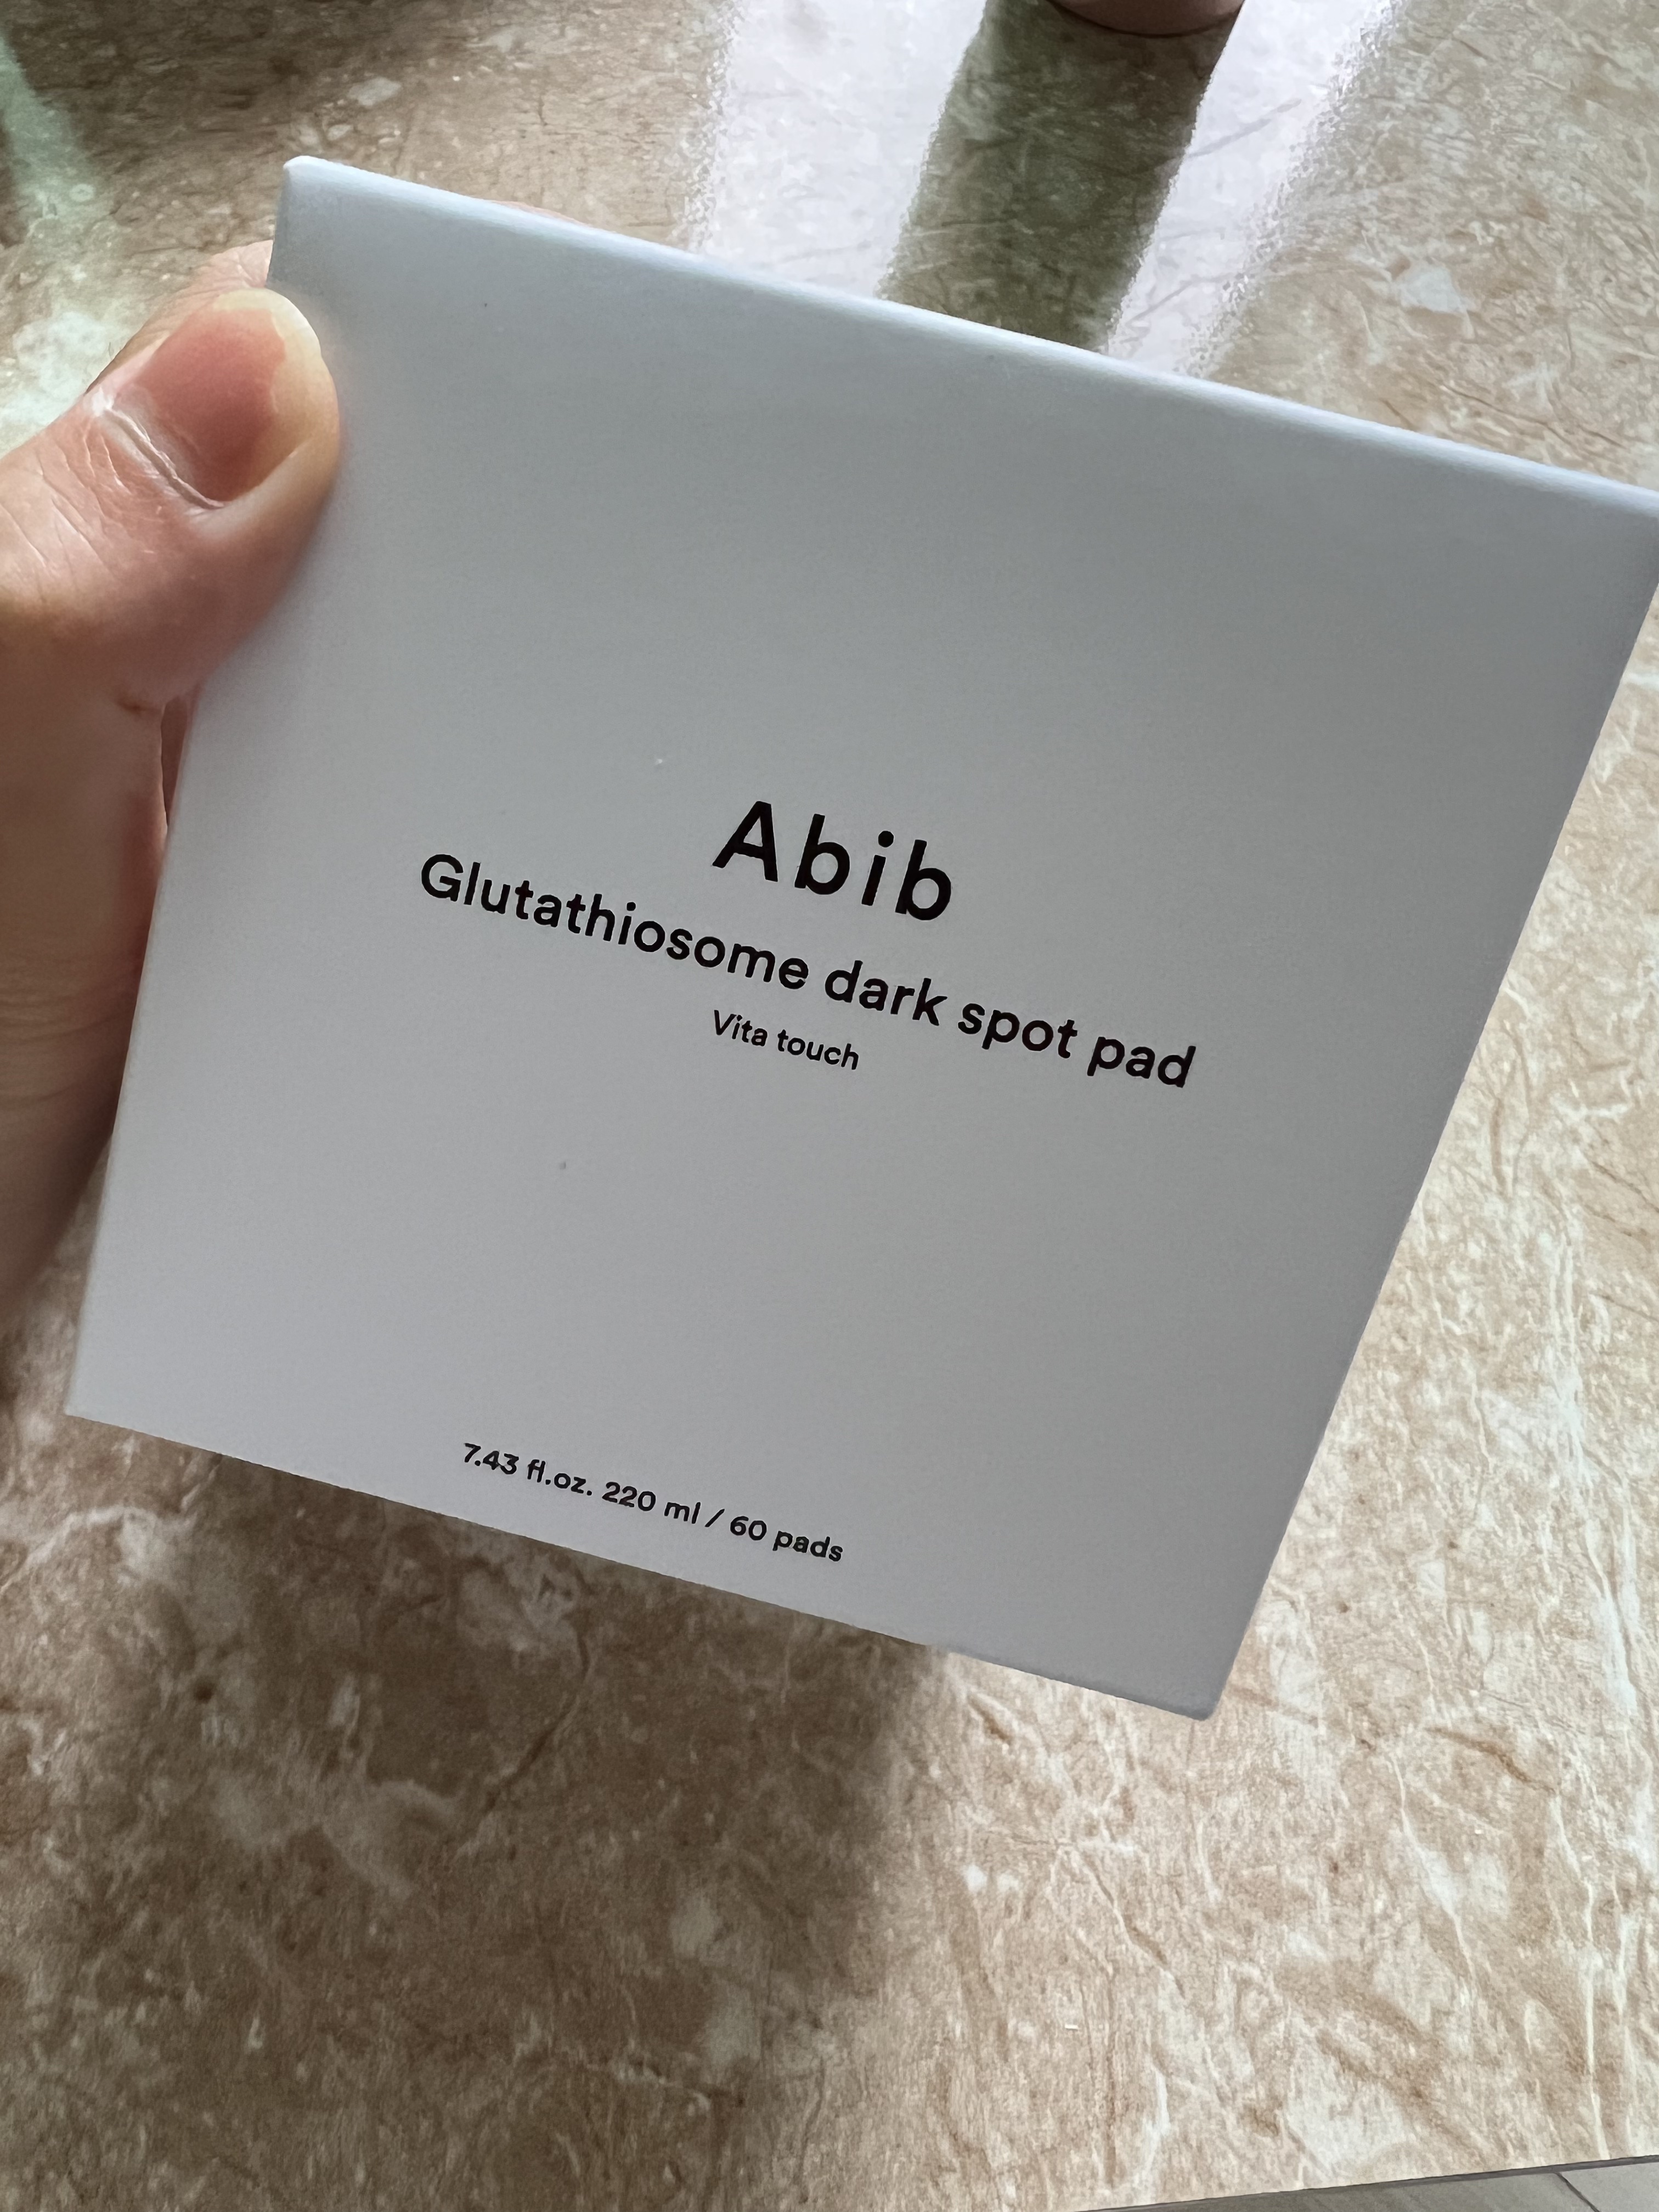 Abib
Glutathiosome dark spot pad
Vita touch
7.43 fl.oz. 220 ml / 60 pads